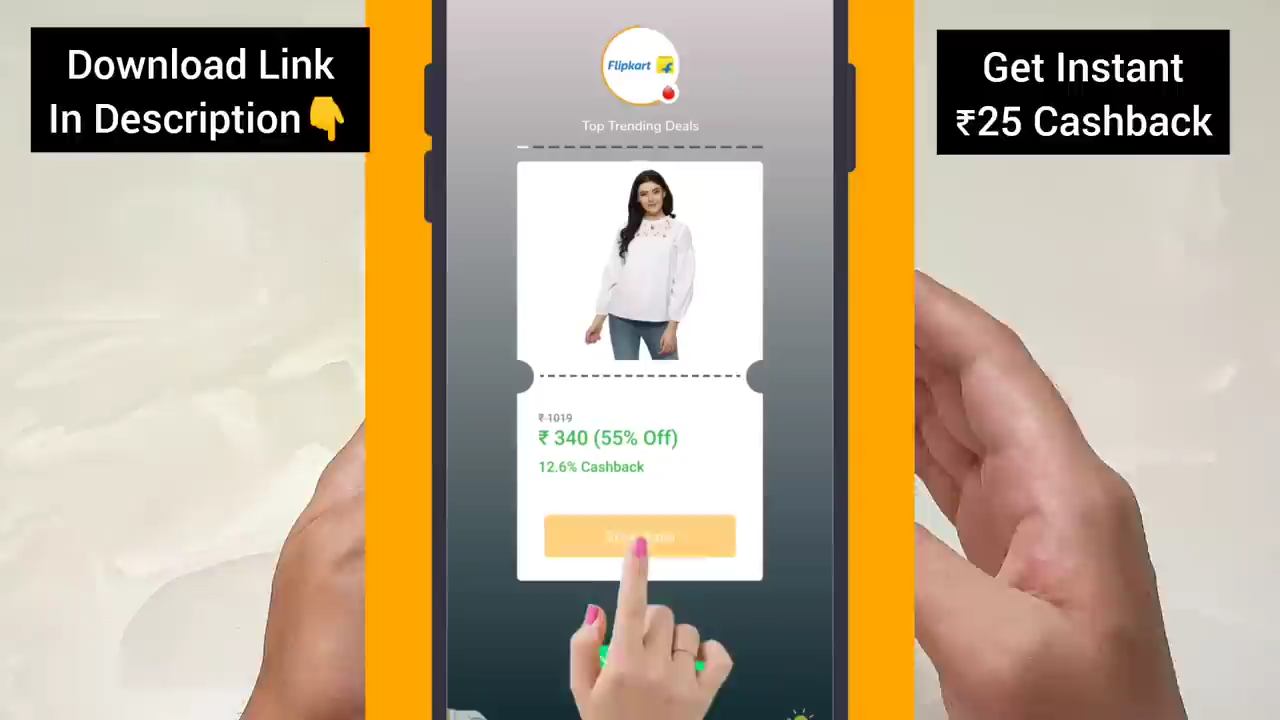 Download Link
In Description👇
Get Instant
₹25 Cashback
Flipkart
Top Trending Deals
₹ 1019
₹ 340 (55% Off)
12.6% Cashback